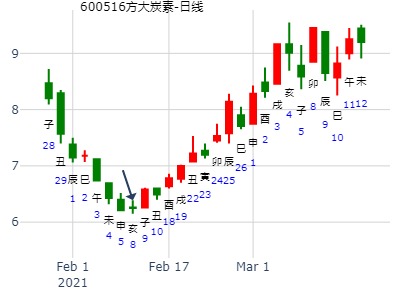 600516方大炭素-日线
9
8
7
6
子
28
丑
29
辰
1
巳
2
午
3
未
4
申
5
亥
8
子
9
丑
10
酉
18
戌
19
丑
22
寅
23
卯
24
辰
25
巳
26
申
1
酉
2
戌
3
亥
4
子
5
卯
8
辰
9
巳
10
午
11
未
12
Feb 1
2021
Feb 17
Mar 1